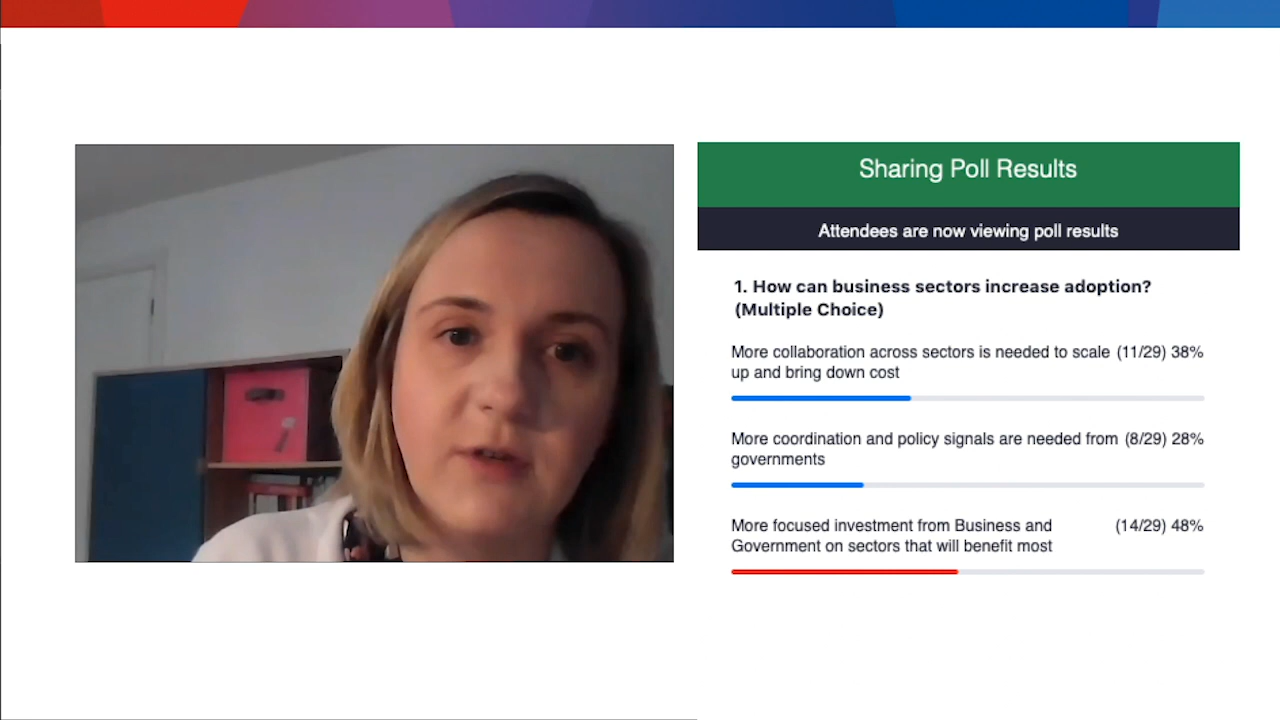 Sharing Poll Results
Attendees are now viewing poll results
1. How can business sectors increase adoption?
(Multiple Choice)
More collaboration across sectors is needed to scale (11/29) 38%
up and bring down cost
More coordination and policy signals are needed from (8/29) 28%
governments
More focused investment from Business and (14/29) 48%
Government on sectors that will benefit most